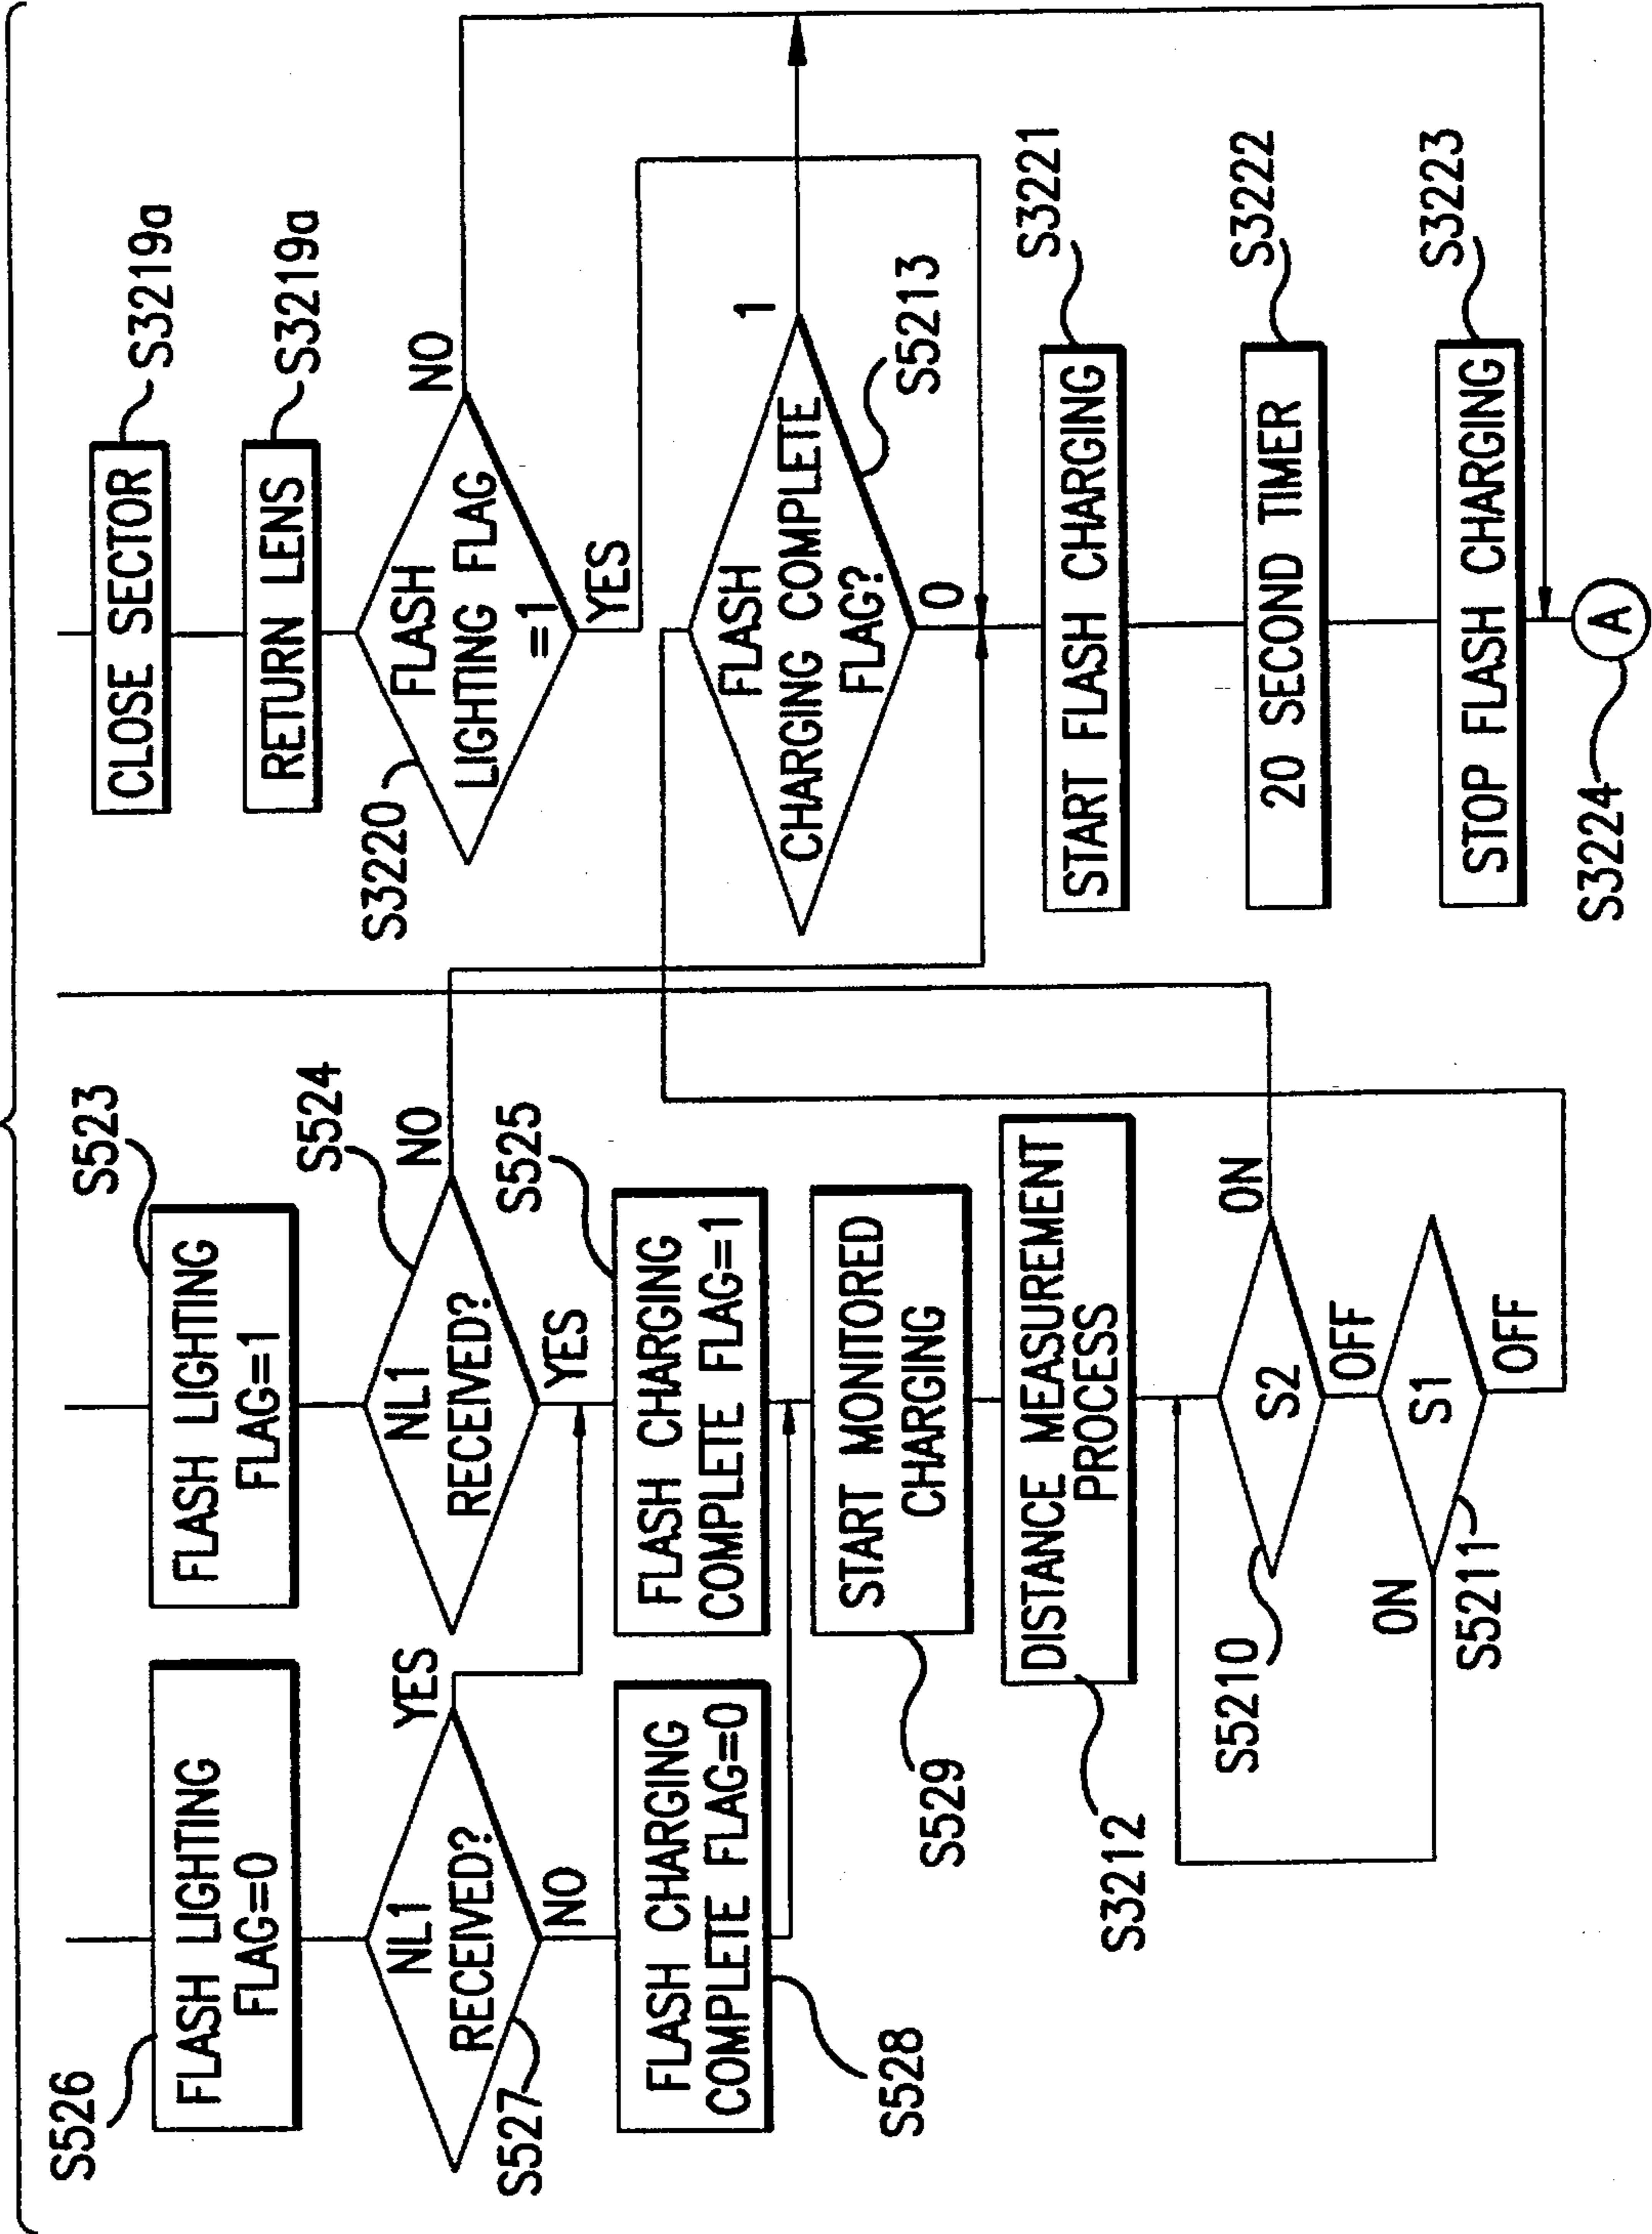 S526
FLASH LIGHTING
FLAG=0
NL1
RECEIVED?
YES
NO
S527
FLASH CHARGING
COMPLETE FLAG=0
S528
S523
FLASH LIGHTING
FLAG=1
S524
NL1
RECEIVED?
NO
YES
S525
FLASH CHARGING
COMPLETE FLAG=1
START MONITORED
CHARGING
S529
DISTANCE MEASUREMENT
PROCESS
S3212
S2
ON
OFF
S5210
S1
ON
OFF
S5211
CLOSE SECTOR
S3219a
RETURN LENS
S3219a
FLASH
LIGHTING FLAG
=1
NO
YES
S3220
FLASH
CHARGING COMPLETE
FLAG?
1
0
S5213
START FLASH CHARGING
S3221
20 SECOND TIMER
S3222
STOP FLASH CHARGING
S3223
A
S3224